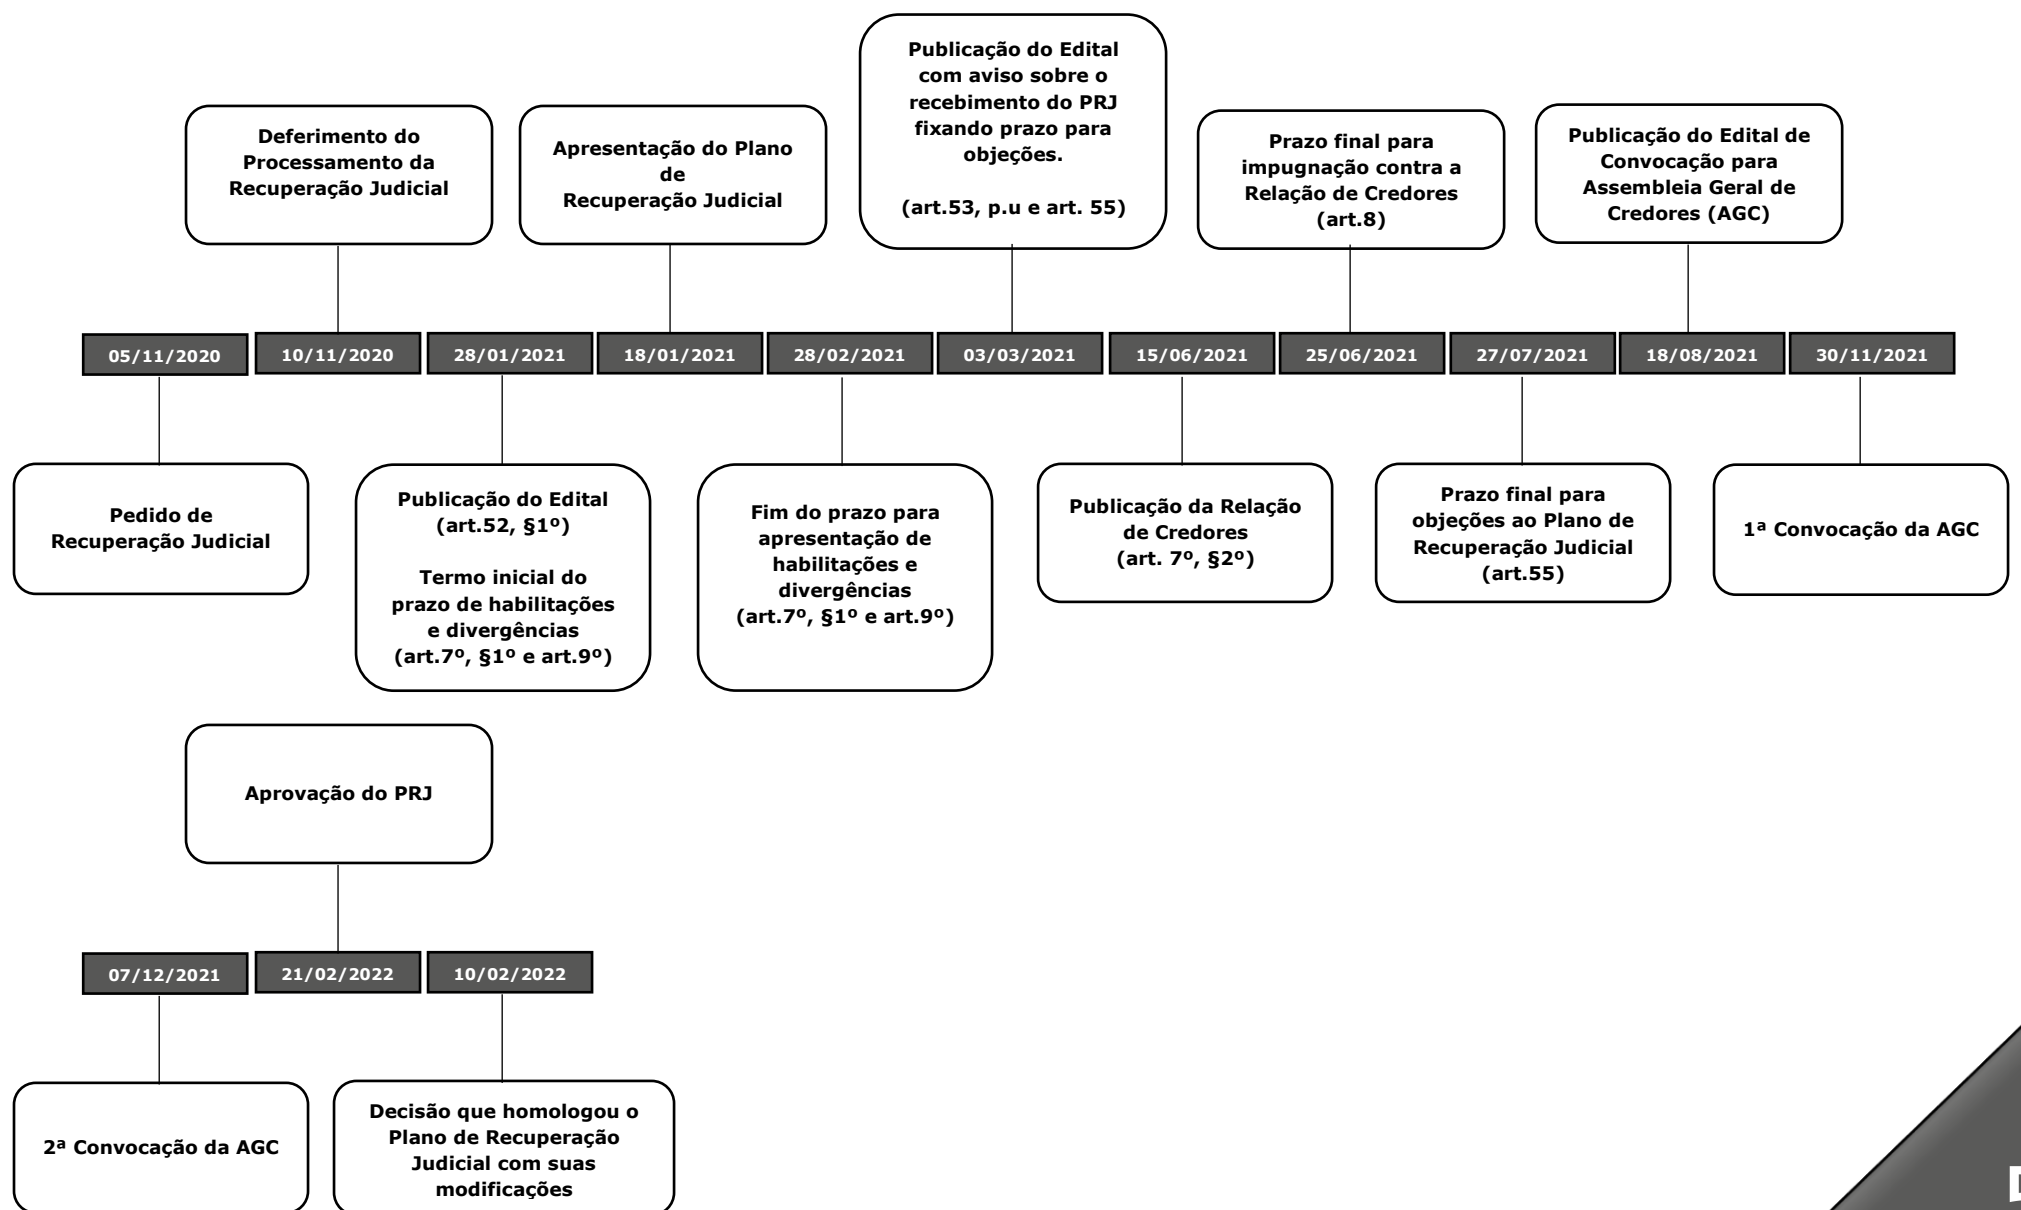 Publicação do Edital
com aviso sobre o
recebimento do PRJ
fixando prazo para
objeções.
(art.53, p.u e art. 55)
Deferimento do
Processamento da
Recuperação Judicial
Apresentação do Plano
de
Recuperação Judicial
Prazo final para
impugnação contra a
Relação de Credores
(art.8)
Publicação do Edital de
Convocação para
Assembleia Geral de
Credores (AGC)
05/11/2020
10/11/2020
28/01/2021
18/01/2021
28/02/2021
03/03/2021
15/06/2021
25/06/2021
27/07/2021
18/08/2021
30/11/2021
Pedido de
Recuperação Judicial
Publicação do Edital
(art.52, §1º)
Termo inicial do
prazo de habilitações
e divergências
(art.7º, §1º e art.9º)
Fim do prazo para
apresentação de
habilitações e
divergências
(art.7º, §1º e art.9º)
Publicação da Relação
de Credores
(art. 7º, §2º)
Prazo final para
objeções ao Plano de
Recuperação Judicial
(art.55)
1ª Convocação da AGC
Aprovação do PRJ
07/12/2021
21/02/2022
10/02/2022
2ª Convocação da AGC
Decisão que homologou o
Plano de Recuperação
Judicial com suas
modificações